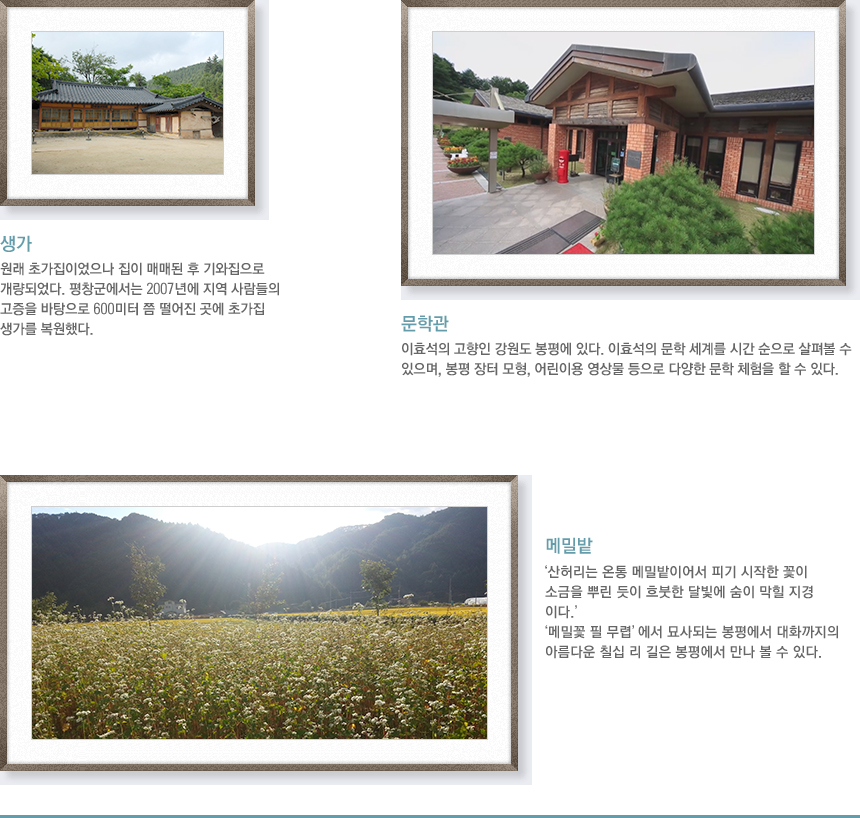 생가
원래 초가집이었으나 집이 매매된 후 기와집으로
개량되었다. 평창군에서는 2007년에 지역 사람들의
고증을 바탕으로 600미터 쯤 떨어진 곳에 초가집
생가를 복원했다.
문학관
이효석의 고향인 강원도 봉평에 있다. 이효석의 문학 세계를 시간 순으로 살펴볼 수
있으며, 봉평 장터 모형, 어린이용 영상물 등으로 다양한 문학 체험을 할 수 있다.
메밀밭
‘산허리는 온통 메밀밭이어서 피기 시작한 꽃이
소금을 뿌린 듯이 흐붓한 달빛에 숨이 막힐 지경
이다.’
‘메밀꽃 필 무렵’ 에서 묘사되는 봉평에서 대화까지의
아름다운 칠십 리 길은 봉평에서 만나 볼 수 있다.